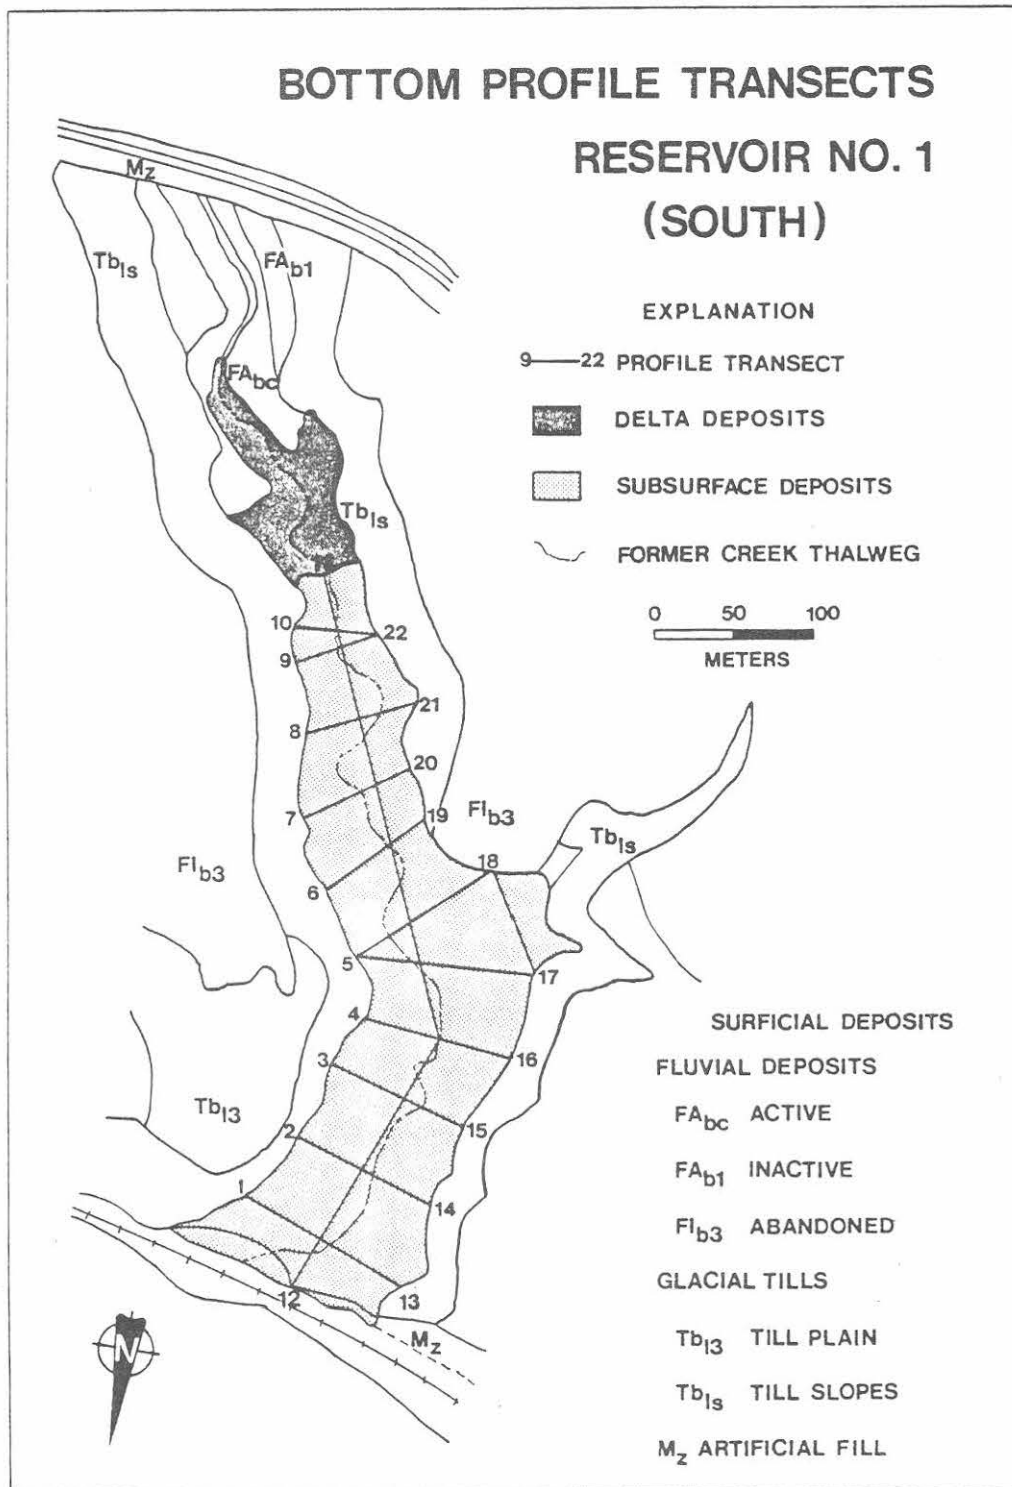 BOTTOM PROFILE TRANSECTS
RESERVOIR NO. 1
(SOUTH)
Mz
Tbls
FAb1
EXPLANATION
9 22 PROFILE TRANSECT
FAbc
DELTA DEPOSITS
SUBSURFACE DEPOSITS
Tbls
FORMER CREEK THALWEG
0 50 100
METERS
10 22
9
21
8
20
7 19 FIb3
Tbls
18
FIb3
6
5 17
4
16
3
15
Tbl3
2
1
14
12 13
Mz
N
SURFICIAL DEPOSITS
FLUVIAL DEPOSITS
FAbc ACTIVE
FAb1 INACTIVE
FIb3 ABANDONED
GLACIAL TILLS
Tbl3 TILL PLAIN
Tbls TILL SLOPES
Mz ARTIFICIAL FILL